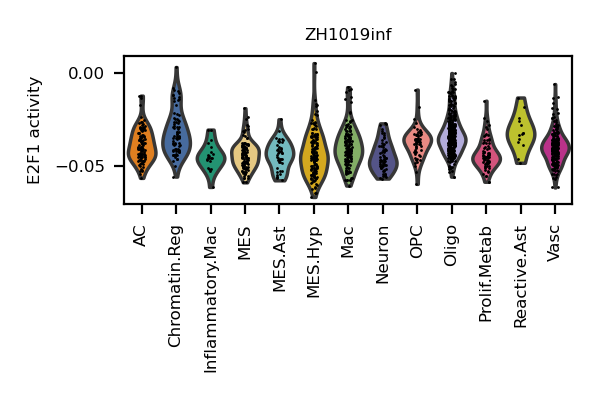 ZH1019inf
E2F1 activity
0.00
−0.05
AC
Chromatin.Reg
Inflammatory.Mac
MES
MES.Ast
MES.Hyp
Mac
Neuron
OPC
Oligo
Prolif.Metab
Reactive.Ast
Vasc